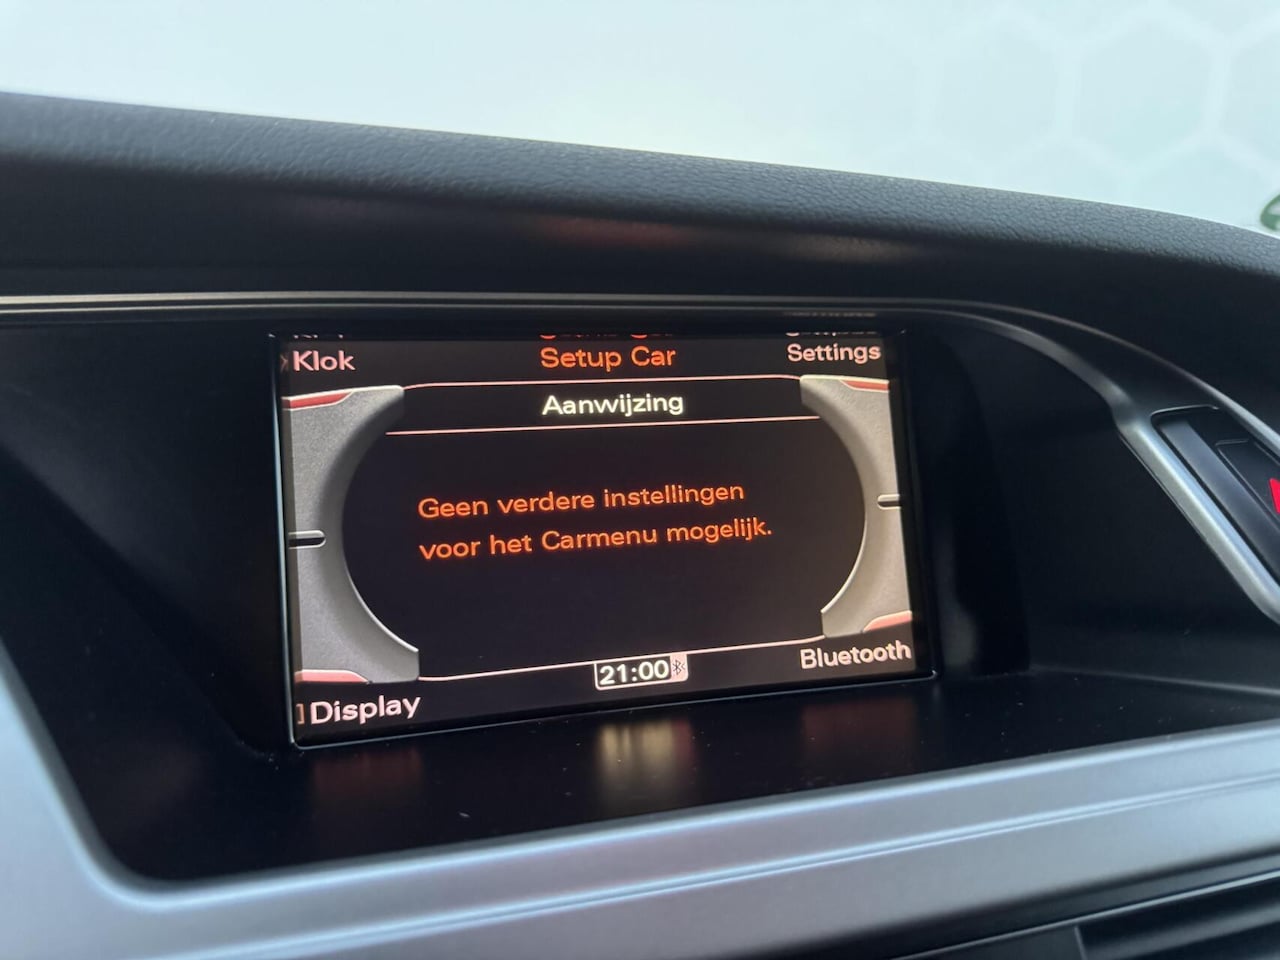 Klok
Setup Car
Settings
Aanwijzing
Geen verdere instellingen
voor het Carmenu mogelijk.
21:00
Bluetooth
Display